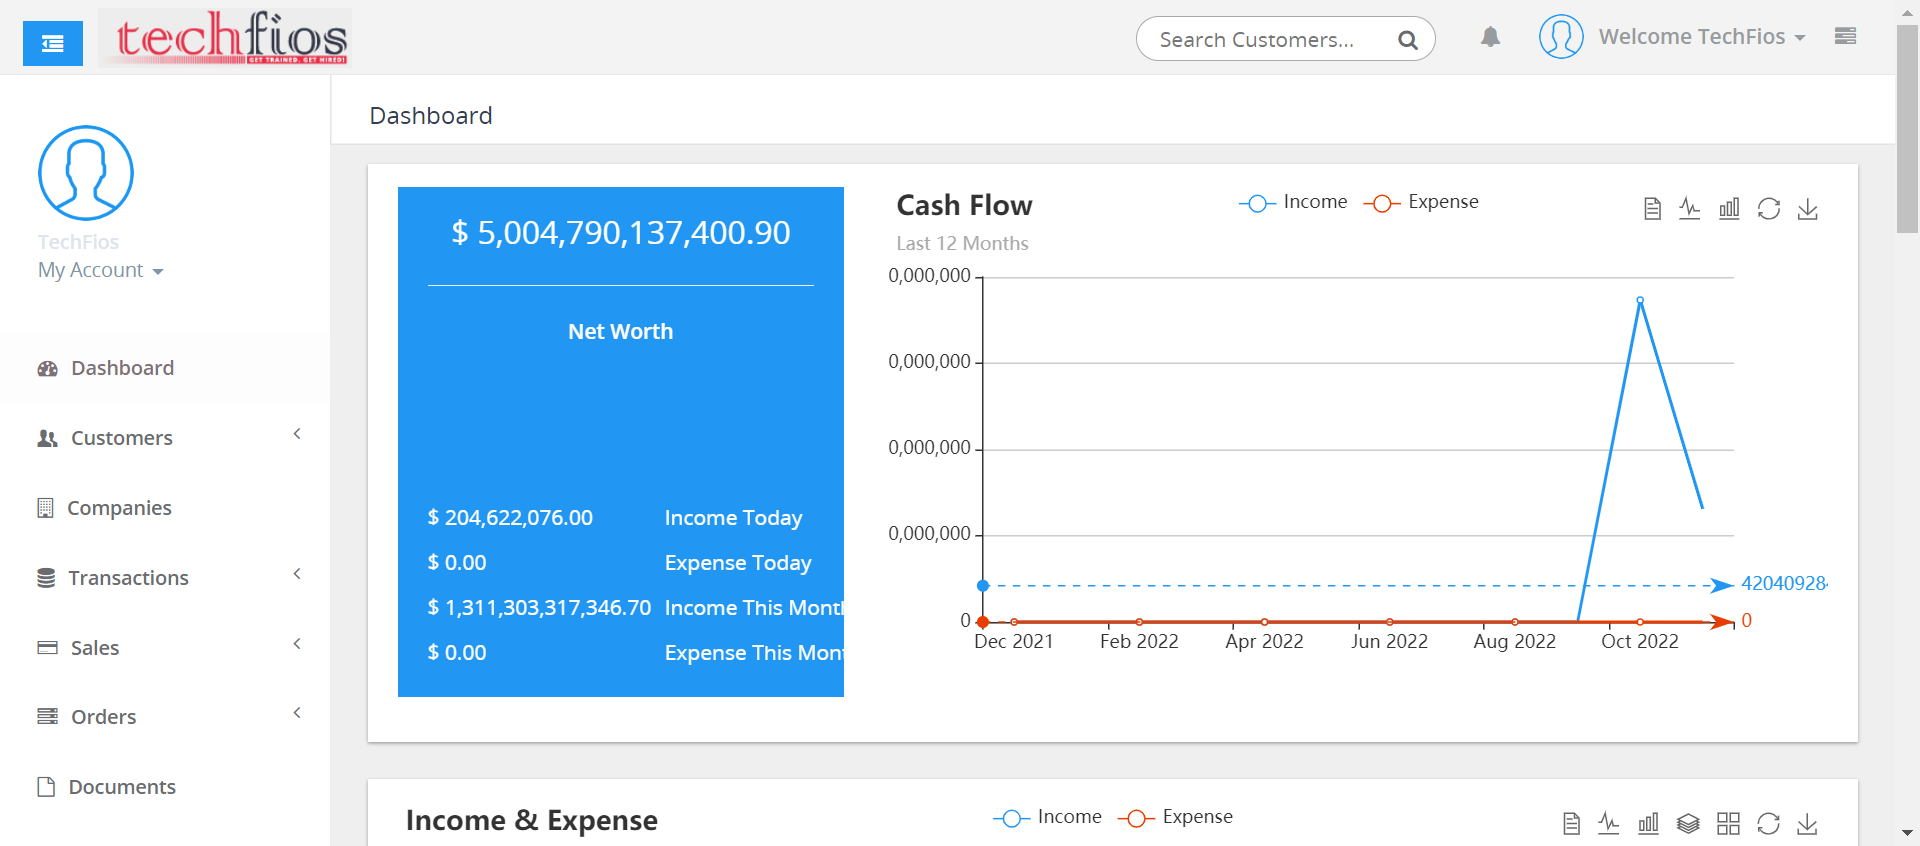 techfios
GET TRAINED. GET HIRED!
Search Customers...
Welcome TechFios
TechFios
My Account
Dashboard
Customers
Companies
Transactions
Sales
Orders
Documents
Dashboard
$ 5,004,790,137,400.90
Net Worth
$ 204,622,076.00 Income Today
$ 0.00 Expense Today
$ 1,311,303,317,346.70 Income This Month
$ 0.00 Expense This Mon
Cash Flow
Last 12 Months
Income Expense
0,000,000
0,000,000
0,000,000
0,000,000
0
42040928
0
Dec 2021 Feb 2022 Apr 2022 Jun 2022 Aug 2022 Oct 2022
Income & Expense
Income Expense